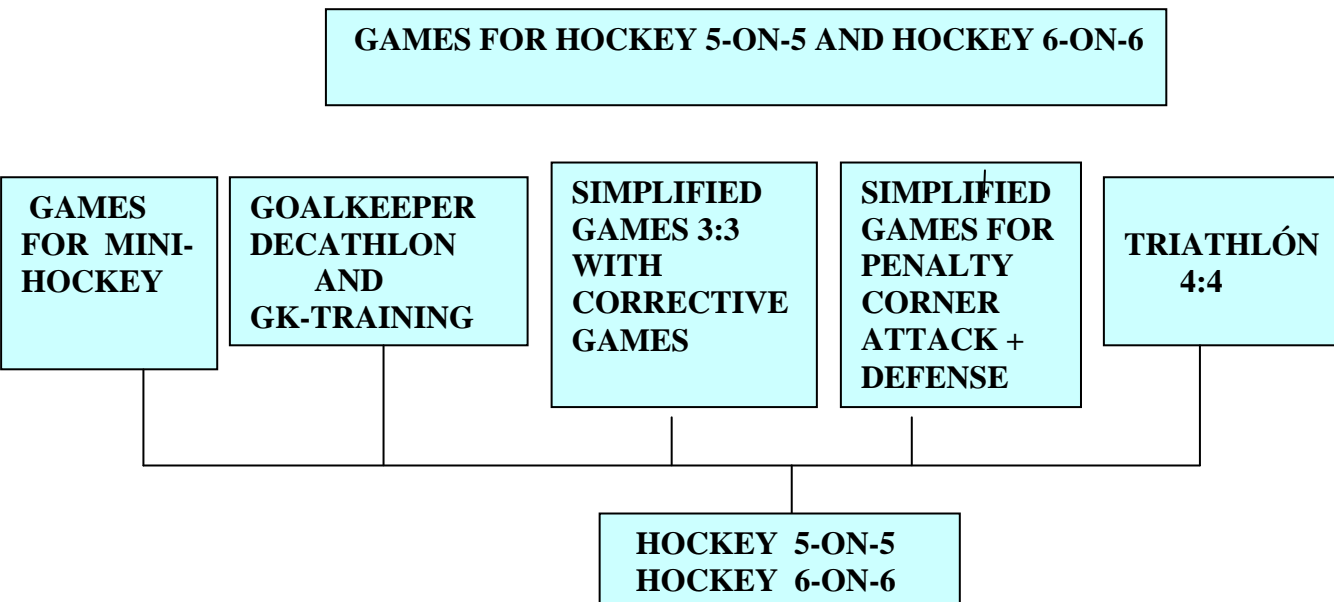 GAMES FOR HOCKEY 5-ON-5 AND HOCKEY 6-ON-6
GAMES
FOR MINI-
HOCKEY
GOALKEEPER
DECATHLON
AND
GK-TRAINING
SIMPLIFIED
GAMES 3:3
WITH
CORRECTIVE
GAMES
SIMPLIFIED
GAMES FOR
PENALTY
CORNER
ATTACK +
DEFENSE
TRIATHLÓN
4:4
HOCKEY 5-ON-5
HOCKEY 6-ON-6